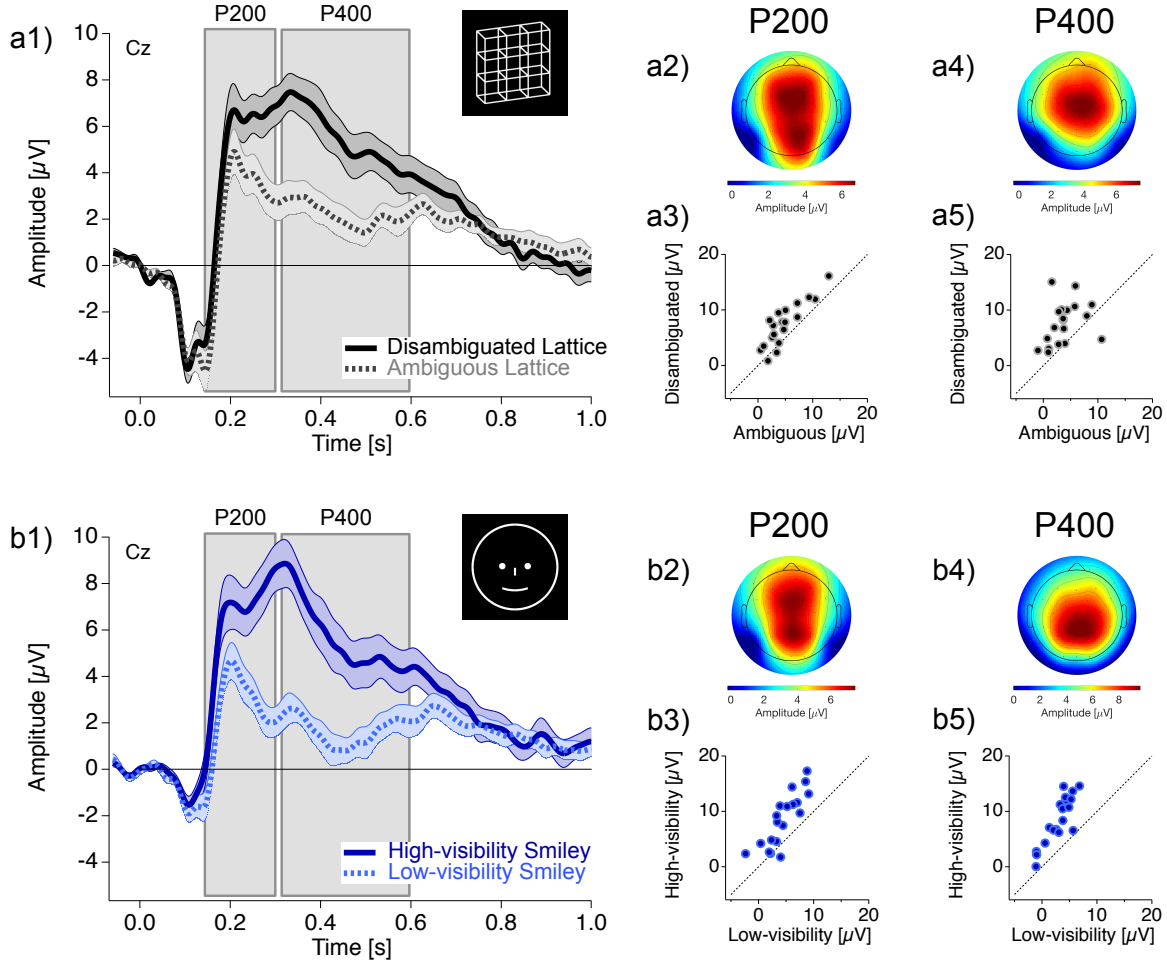 a1)
P200 P400
Cz
10
8
6
4
2
0
-2
-4
Amplitude [µV]
Disambiguated Lattice
Ambiguous Lattice
0.0 0.2 0.4 0.6 0.8 1.0
Time [s]
P200
a2)
0 2 4 6
Amplitude [µV]
a3)
20
10
0
Disambiguated [µV]
0 10 20
Ambiguous [µV]
P400
a4)
0 2 4 6
Amplitude [µV]
a5)
20
10
0
Disambiguated [µV]
0 10 20
Ambiguous [µV]
b1)
P200 P400
Cz
10
8
6
4
2
0
-2
-4
Amplitude [µV]
High-visibility Smiley
Low-visibility Smiley
0.0 0.2 0.4 0.6 0.8 1.0
Time [s]
P200
b2)
0 2 4 6
Amplitude [µV]
b3)
20
10
0
High-visibility [µV]
0 10 20
Low-visibility [µV]
P400
b4)
0 2 4 6 8
Amplitude [µV]
b5)
20
10
0
High-visibility [µV]
0 10 20
Low-visibility [µV]